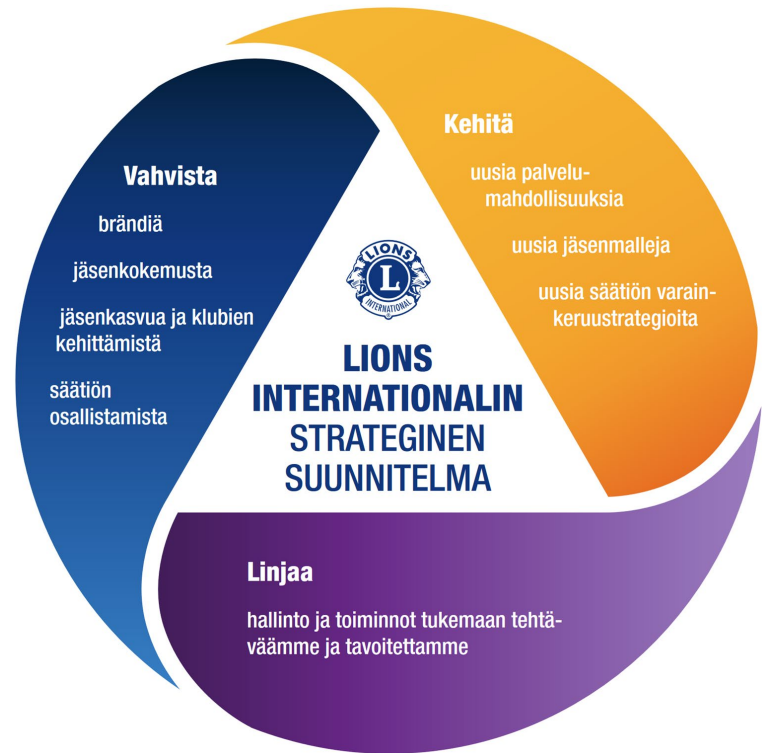 Vahvista
brändiä
jäsenkokemusta
jäsenkasvua ja klubien
kehittämistä
säätiön
osallistamista
Kehitä
uusia palvelu-
mahdollisuuksia
uusia jäsenmalleja
uusia säätiön varain-
keruustrategioita
LIONS
L
INTERNATIONAL
LIONS
INTERNATIONALIN
STRATEGINEN
SUUNNITELMA
Linjaa
hallinto ja toiminnot tukemaan tehtä-
väämme ja tavoitettamme